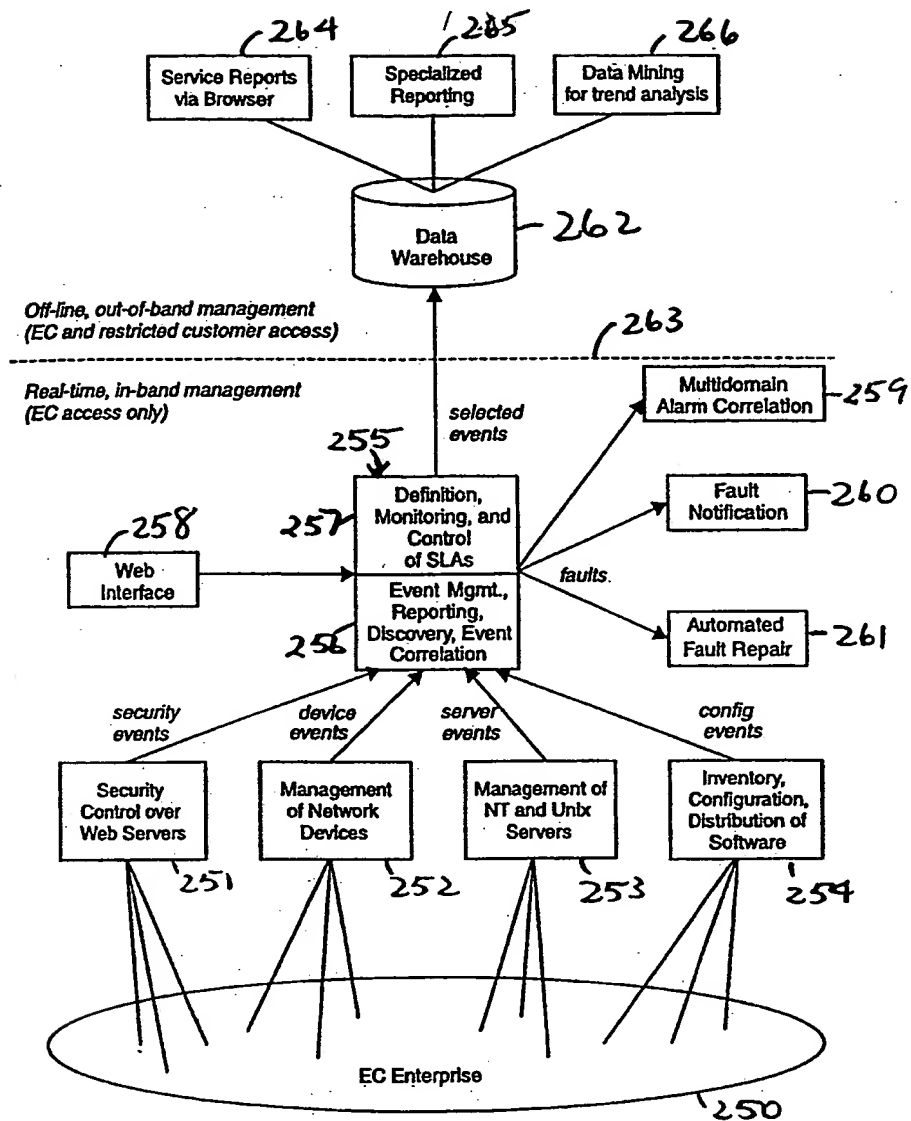 264
265
266
Service Reports
via Browser
Specialized
Reporting
Data Mining
for trend analysis
Data
Warehouse
262
Off-line, out-of-band management
(EC and restricted customer access)
263
Real-time, in-band management
(EC access only)
selected
events
Multidomain
Alarm Correlation
259
255
257
Definition,
Monitoring, and
Control
of SLAs
Fault
Notification
260
258
Web
Interface
faults.
256
Event Mgmt.,
Reporting,
Discovery, Event
Correlation
Automated
Fault Repair
261
security
events
device
events
server
events
config
events
Security
Control over
Web Servers
Management
of Network
Devices
Management of
NT and Unix
Servers
Inventory,
Configuration,
Distribution of
Software
251
252
253
254
EC Enterprise
250